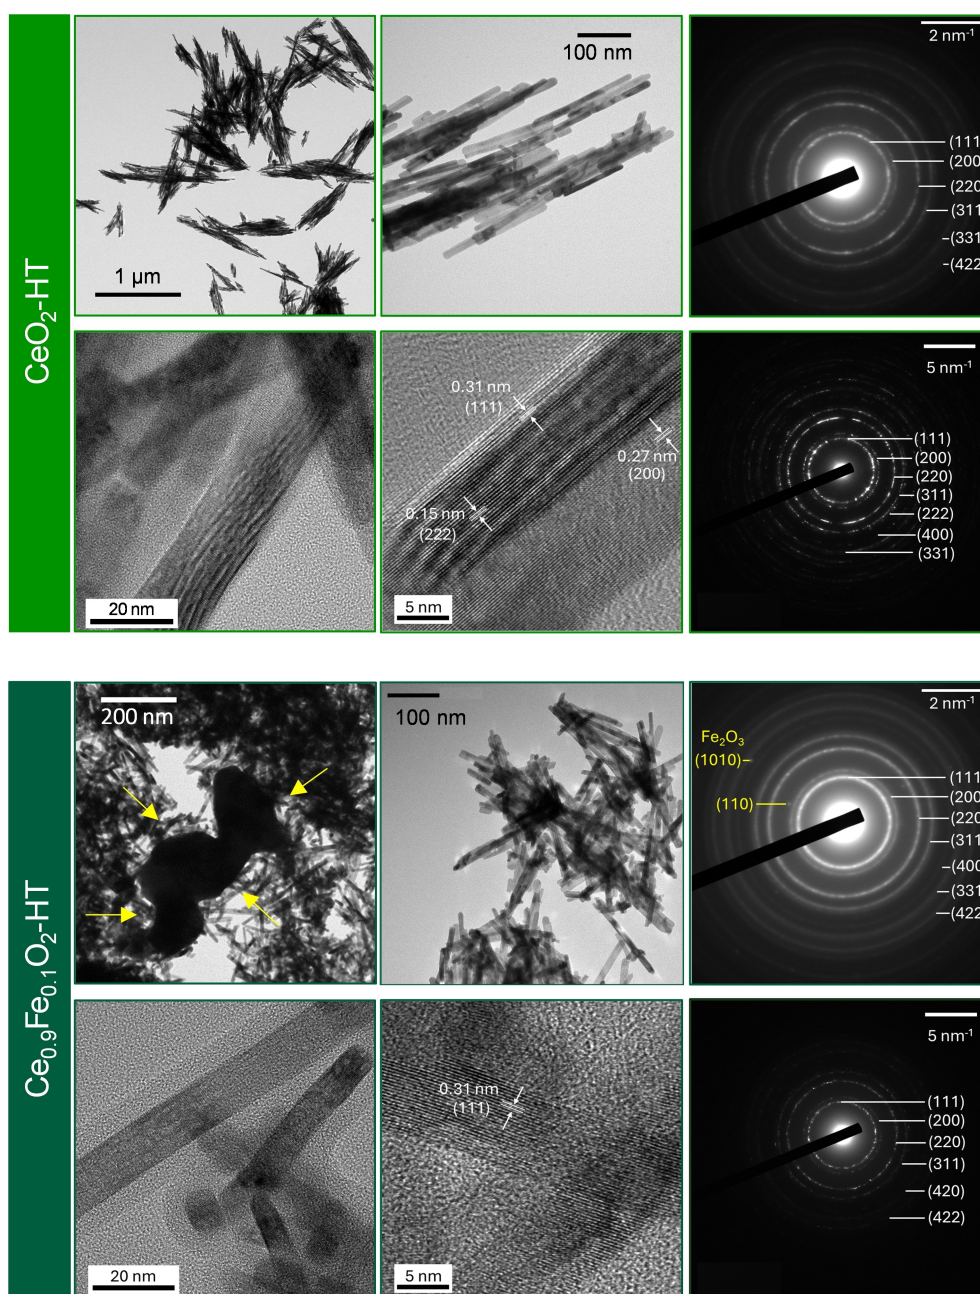 CeO2-HT
1 µm
100 nm
2 nm-1
(111
(200
(220
(311
(331
(422
20 nm
0.31 nm
(111)
0.27 nm
(200)
0.15 nm
(222)
5 nm
5 nm-1
(111)
(200)
(220)
(311)
(222)
(400)
(331)
Ce0.9Fe0.1O2-HT
200 nm
100 nm
2 nm-1
Fe2O3
(1010)
(110)
(111
(200
(220
(311
(400
(331
(422
20 nm
0.31 nm
(111)
5 nm
5 nm-1
(111)
(200)
(220)
(311)
(420)
(422)